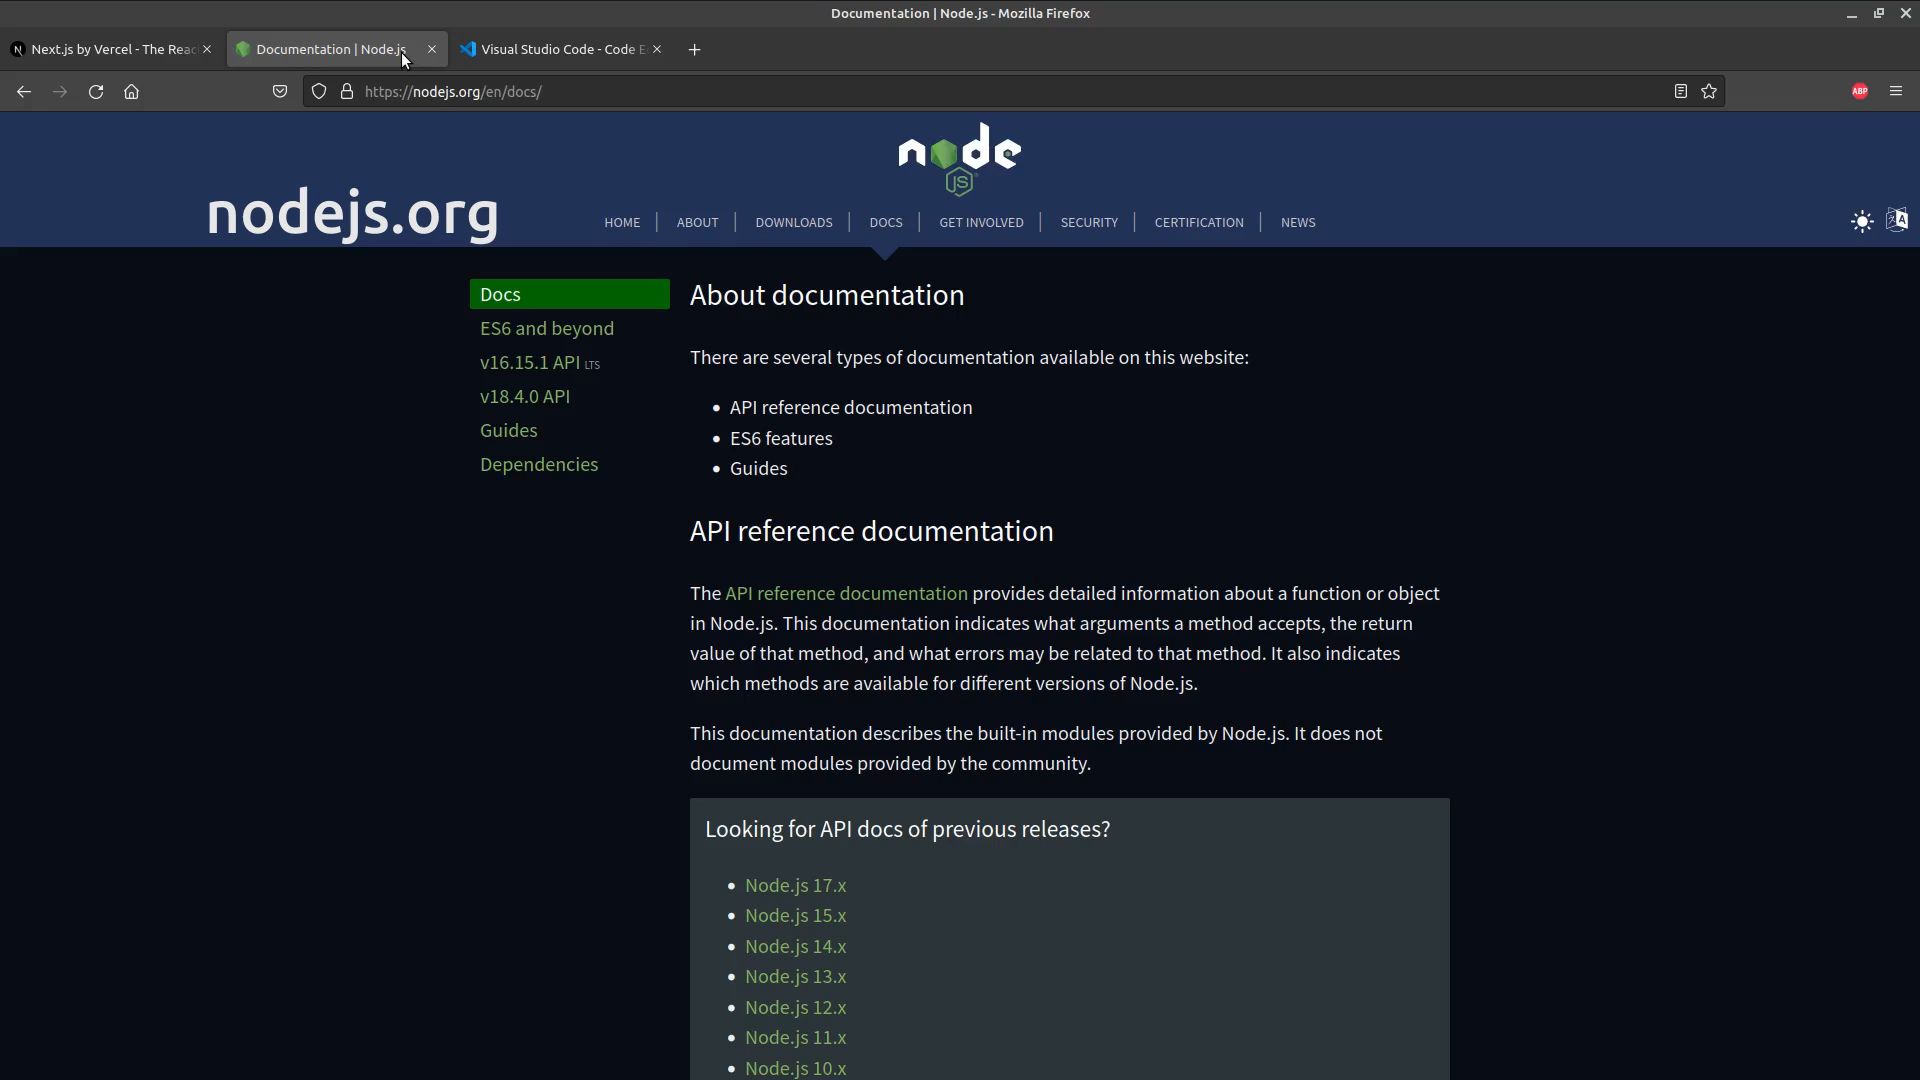 Documentation | Node.js - Mozilla Firefox
Next.js by Vercel - The Reac
Documentation | Node.js
Visual Studio Code - Code E
https://nodejs.org/en/docs/
ABP
node
JS
nodejs.org
HOME | ABOUT | DOWNLOADS | DOCS | GET INVOLVED | SECURITY | CERTIFICATION | NEWS
Docs
ES6 and beyond
v16.15.1 API LTS
v18.4.0 API
Guides
Dependencies
About documentation
There are several types of documentation available on this website:
• API reference documentation
• ES6 features
• Guides
API reference documentation
The API reference documentation provides detailed information about a function or object
in Node.js. This documentation indicates what arguments a method accepts, the return
value of that method, and what errors may be related to that method. It also indicates
which methods are available for different versions of Node.js.
This documentation describes the built-in modules provided by Node.js. It does not
document modules provided by the community.
Looking for API docs of previous releases?
• Node.js 17.x
• Node.js 15.x
• Node.js 14.x
• Node.js 13.x
• Node.js 12.x
• Node.js 11.x
• Node.js 10.x